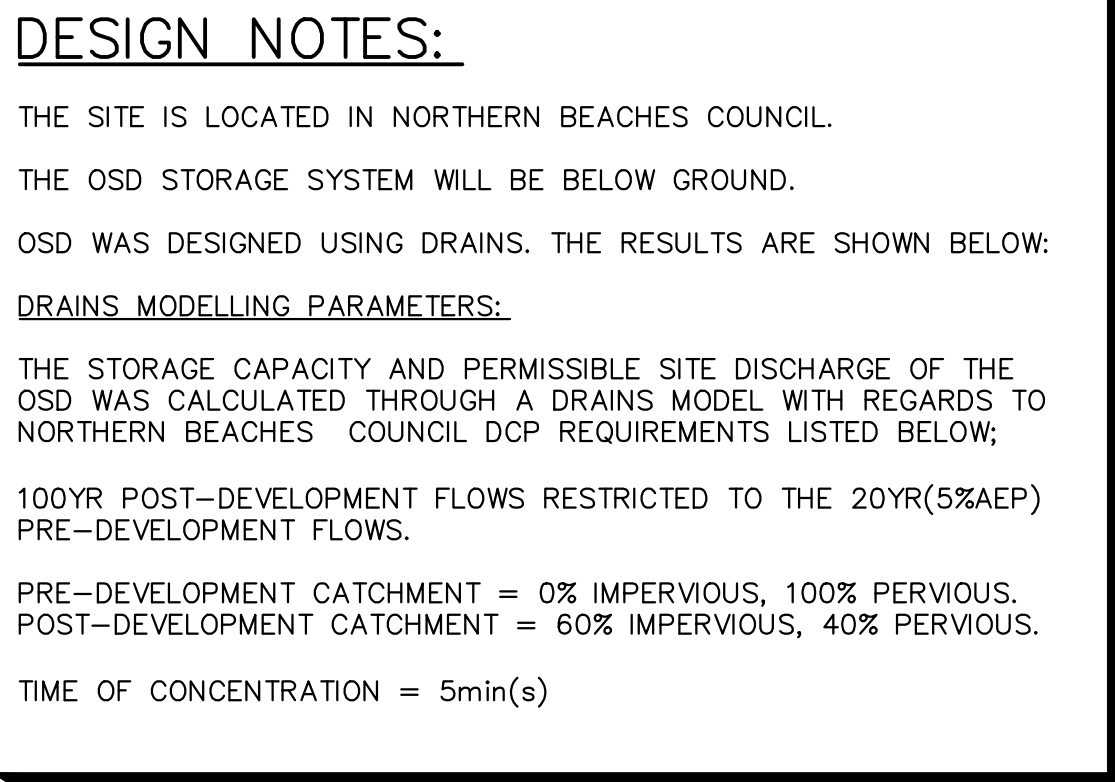 DESIGN NOTES:
THE SITE IS LOCATED IN NORTHERN BEACHES COUNCIL.
THE OSD STORAGE SYSTEM WILL BE BELOW GROUND.
OSD WAS DESIGNED USING DRAINS. THE RESULTS ARE SHOWN BELOW:
DRAINS MODELLING PARAMETERS:
THE STORAGE CAPACITY AND PERMISSIBLE SITE DISCHARGE OF THE
OSD WAS CALCULATED THROUGH A DRAINS MODEL WITH REGARDS TO
NORTHERN BEACHES COUNCIL DCP REQUIREMENTS LISTED BELOW;
100YR POST-DEVELOPMENT FLOWS RESTRICTED TO THE 20YR(5%AEP)
PRE-DEVELOPMENT FLOWS.
PRE-DEVELOPMENT CATCHMENT = 0% IMPERVIOUS, 100% PERVIOUS.
POST-DEVELOPMENT CATCHMENT = 60% IMPERVIOUS, 40% PERVIOUS.
TIME OF CONCENTRATION = 5min(s)